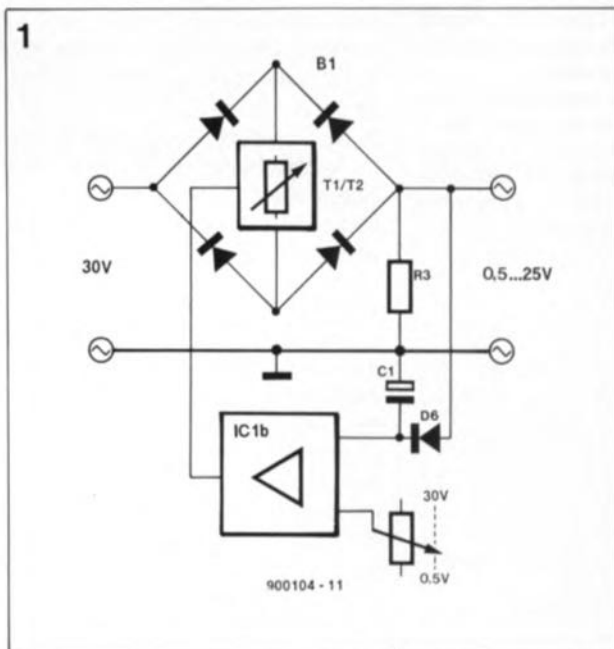 1
B1
T1/T2
30V
R3
0,5...25V
C1
D6
IC1b
30V
0.5V
900104 - 11